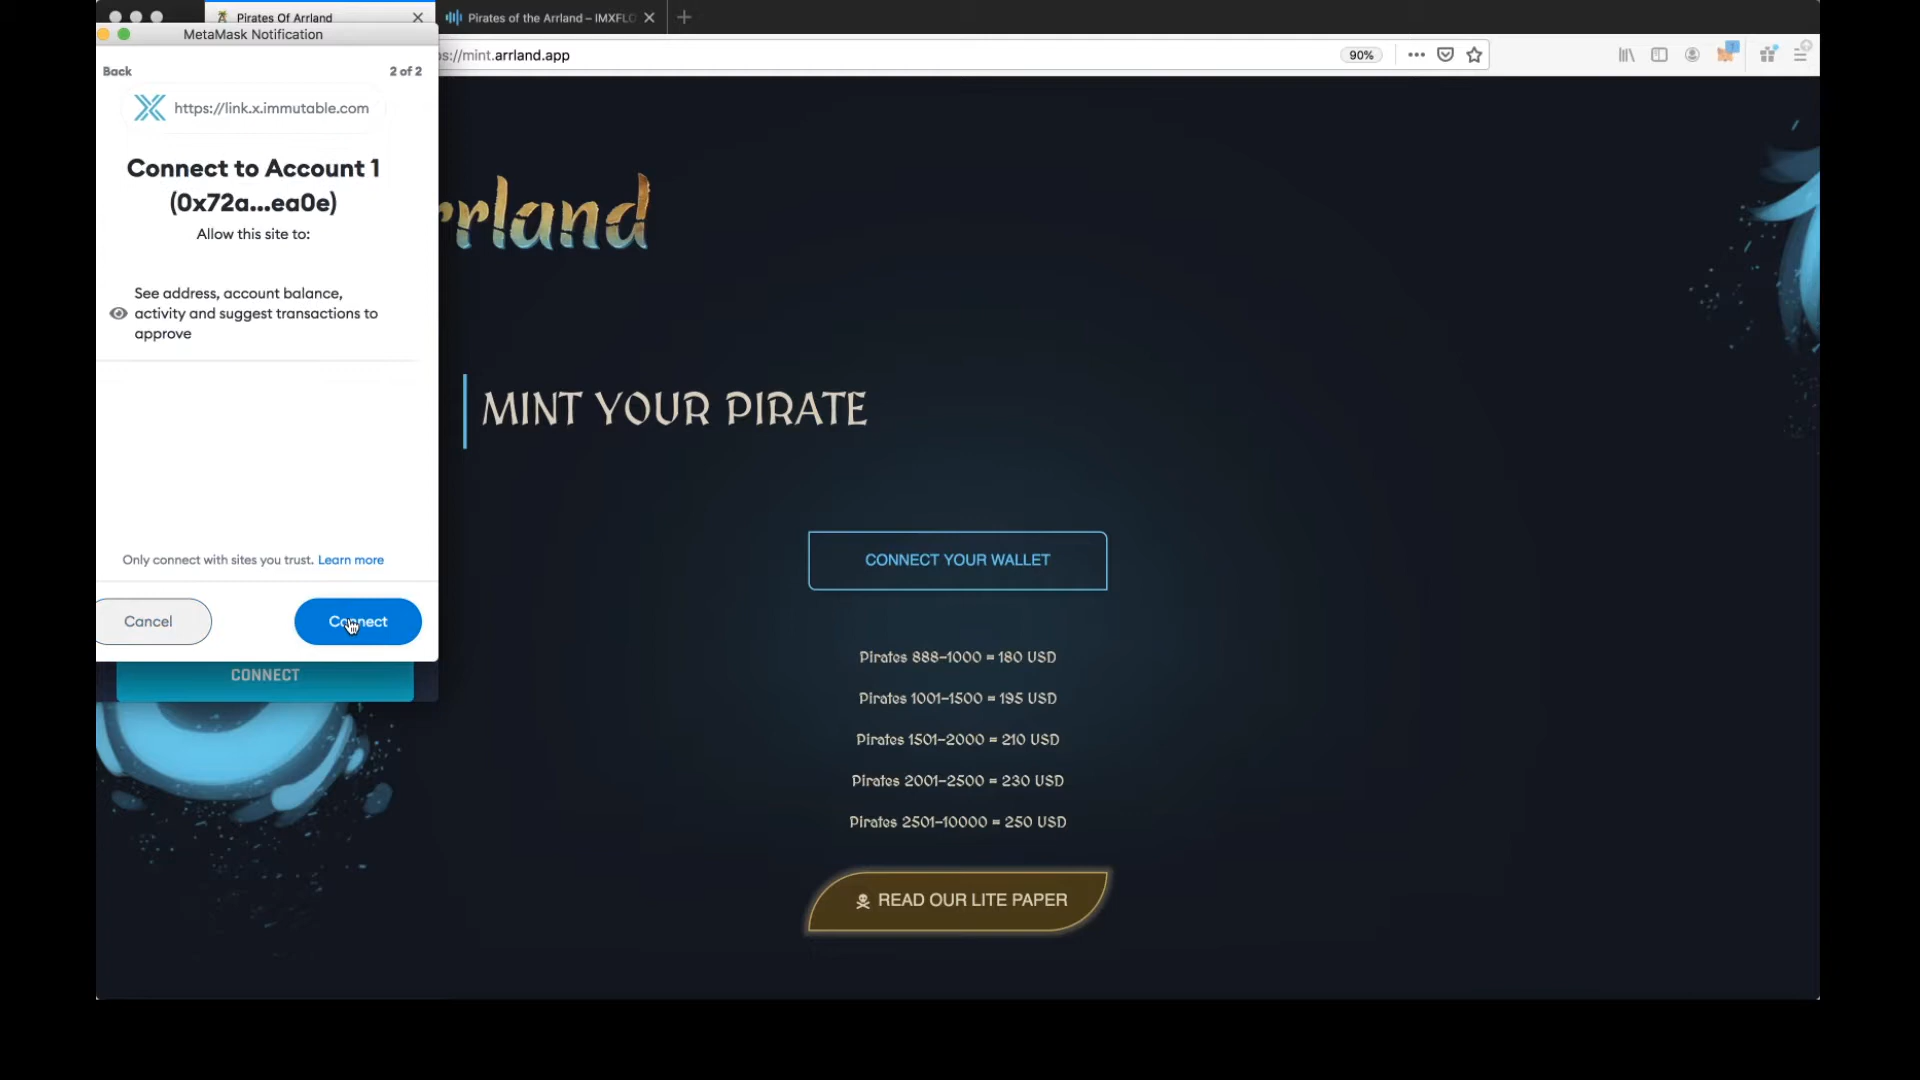 Pirates Of Arrland
Pirates of the Arrland – IMXFLO
MetaMask Notification
s://mint.arrland.app
90%
Back
2 of 2
https://link.x.immutable.com
Connect to Account 1
(0x72a...ea0e)
Allow this site to:
See address, account balance,
activity and suggest transactions to
approve
Only connect with sites you trust. Learn more
Cancel
Connect
CONNECT
rrland
MINT YOUR PIRATE
CONNECT YOUR WALLET
Pirates 888–1000 = 180 USD
Pirates 1001–1500 = 195 USD
Pirates 1501–2000 = 210 USD
Pirates 2001–2500 = 230 USD
Pirates 2501–10000 = 250 USD
READ OUR LITE PAPER